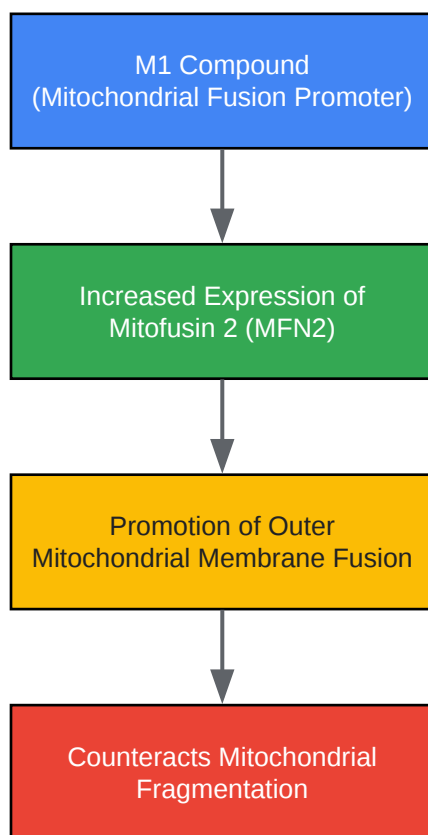 M1 Compound
(Mitochondrial Fusion Promoter)
Increased Expression of
Mitofusin 2 (MFN2)
Promotion of Outer
Mitochondrial Membrane Fusion
Counteracts Mitochondrial
Fragmentation